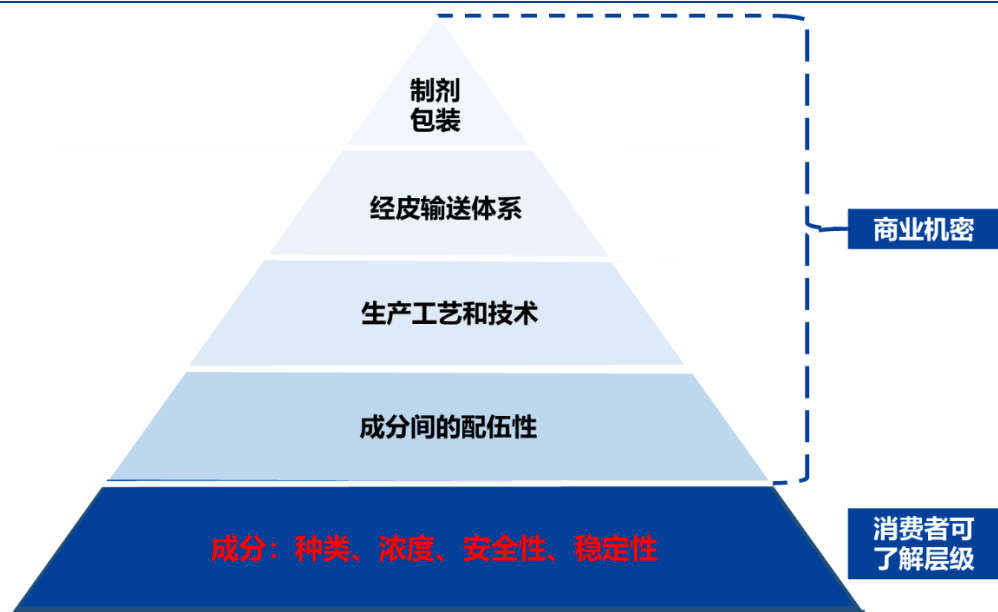 制剂
包装
经皮输送体系
商业机密
生产工艺和技术
成分间的配伍性
成分：种类、浓度、安全性、稳定性
消费者可
了解层级